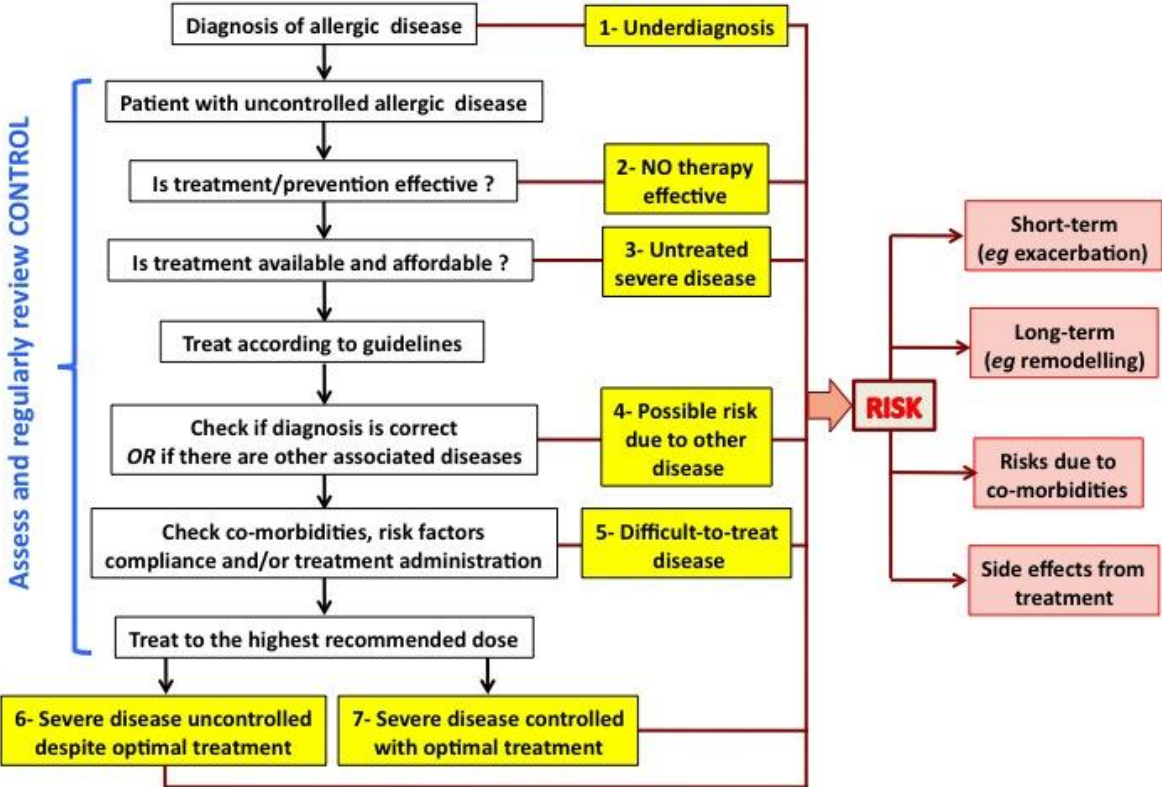 Assess and regularly review CONTROL
Diagnosis of allergic disease
1- Underdiagnosis
Patient with uncontrolled allergic disease
Is treatment/prevention effective ?
2- NO therapy
effective
Is treatment available and affordable ?
3- Untreated
severe disease
Treat according to guidelines
Check if diagnosis is correct
OR if there are other associated diseases
4- Possible risk
due to other
disease
Check co-morbidities, risk factors
compliance and/or treatment administration
5- Difficult-to-treat
disease
Treat to the highest recommended dose
6- Severe disease uncontrolled
despite optimal treatment
7- Severe disease controlled
with optimal treatment
RISK
Short-term
(eg exacerbation)
Long-term
(eg remodelling)
Risks due to
co-morbidities
Side effects from
treatment